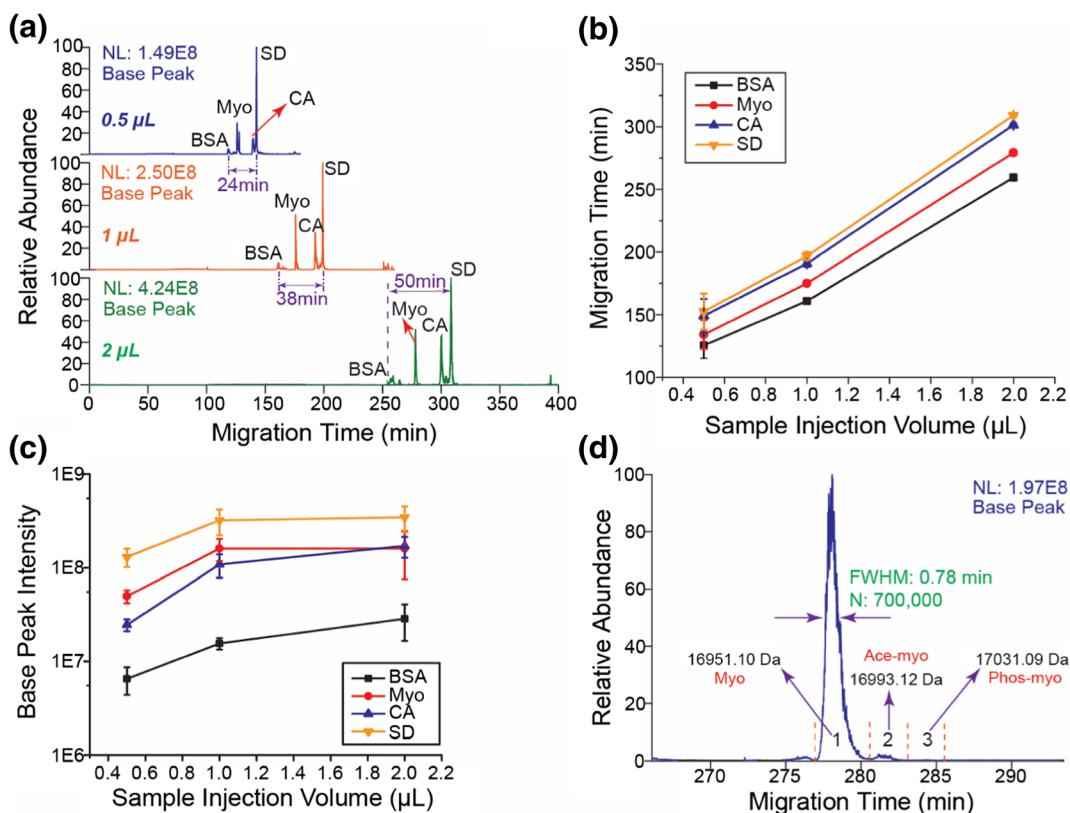 (a)
100
80
60
40
20
0
NL: 1.49E8
Base Peak
0.5 µL
SD
Myo
CA
BSA
24min
100
80
60
40
20
0
NL: 2.50E8
Base Peak
1 µL
SD
Myo
CA
BSA
38min
100
80
60
40
20
0
NL: 4.24E8
Base Peak
2 µL
SD
50min
Myo
CA
BSA
0 50 100 150 200 250 300 350 400
Relative Abundance
Migration Time (min)
(b)
350
300
250
200
150
100
BSA
Myo
CA
SD
0.4 0.6 0.8 1.0 1.2 1.4 1.6 1.8 2.0 2.2
Migration Time (min)
Sample Injection Volume (µL)
(c)
1E9
1E8
1E7
1E6
BSA
Myo
CA
SD
0.4 0.6 0.8 1.0 1.2 1.4 1.6 1.8 2.0 2.2
Base Peak Intensity
Sample Injection Volume (µL)
(d)
100
80
60
40
20
0
NL: 1.97E8
Base Peak
FWHM: 0.78 min
N: 700,000
16951.10 Da
Myo
Ace-myo
16993.12 Da
17031.09 Da
Phos-myo
1 2 3
270 275 280 285 290
Relative Abundance
Migration Time (min)